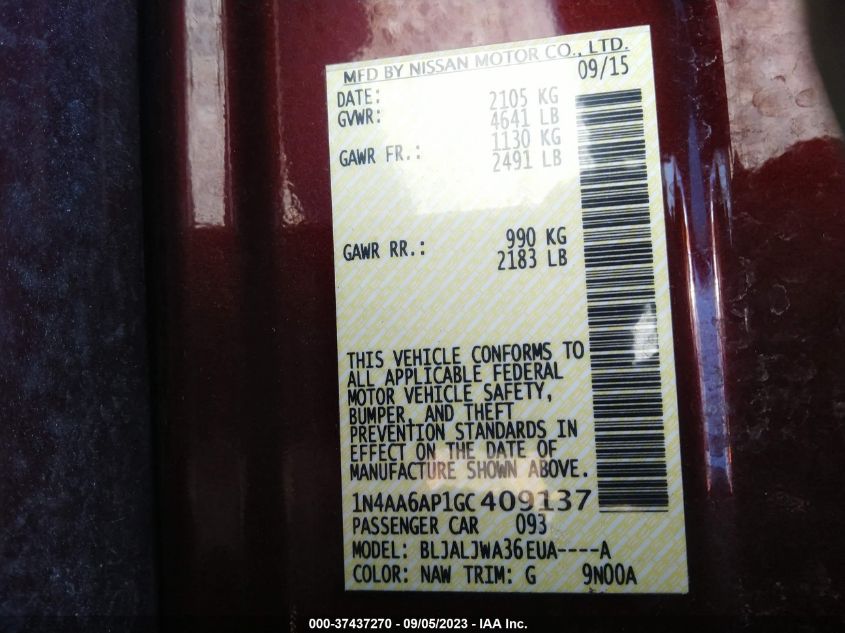 MFD BY NISSAN MOTOR CO., LTD.
DATE: 09/15
GVWR: 2105 KG
4641 LB
GAWR FR.: 1130 KG
2491 LB
GAWR RR.: 990 KG
2183 LB
THIS VEHICLE CONFORMS TO
ALL APPLICABLE FEDERAL
MOTOR VEHICLE SAFETY,
BUMPER, AND THEFT
PREVENTION STANDARDS IN
EFFECT ON THE DATE OF
MANUFACTURE SHOWN ABOVE.
1N4AA6AP1GC409137
PASSENGER CAR 093
MODEL: BLJALJWA36EUA----A
COLOR: NAW TRIM: G 9N00A
000-37437270 - 09/05/2023 - IAA Inc.